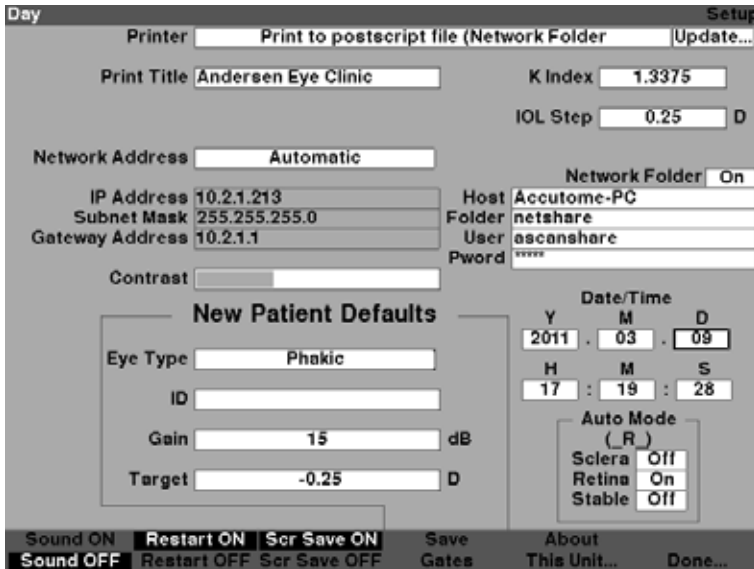 Day Setup
Printer Print to postscript file (Network Folder Update...
Print Title Andersen Eye Clinic K Index 1.3375
IOL Step 0.25 D
Network Address Automatic
Network Folder On
IP Address 10.2.1.213 Host Accutome-PC
Subnet Mask 255.255.255.0 Folder netshare
Gateway Address 10.2.1.1 User ascanshare
Pword *****
Contrast
Date/Time
New Patient Defaults
Y M D
2011 . 03 . 09
Eye Type Phakic
H M S
17 : 19 : 28
ID
Auto Mode
(_R_)
Gain 15 dB
Sclera Off
Retina On
Target -0.25 D
Stable Off
Sound ON Restart ON Scr Save ON Save About
Sound OFF Restart OFF Scr Save OFF Gates This Unit... Done...